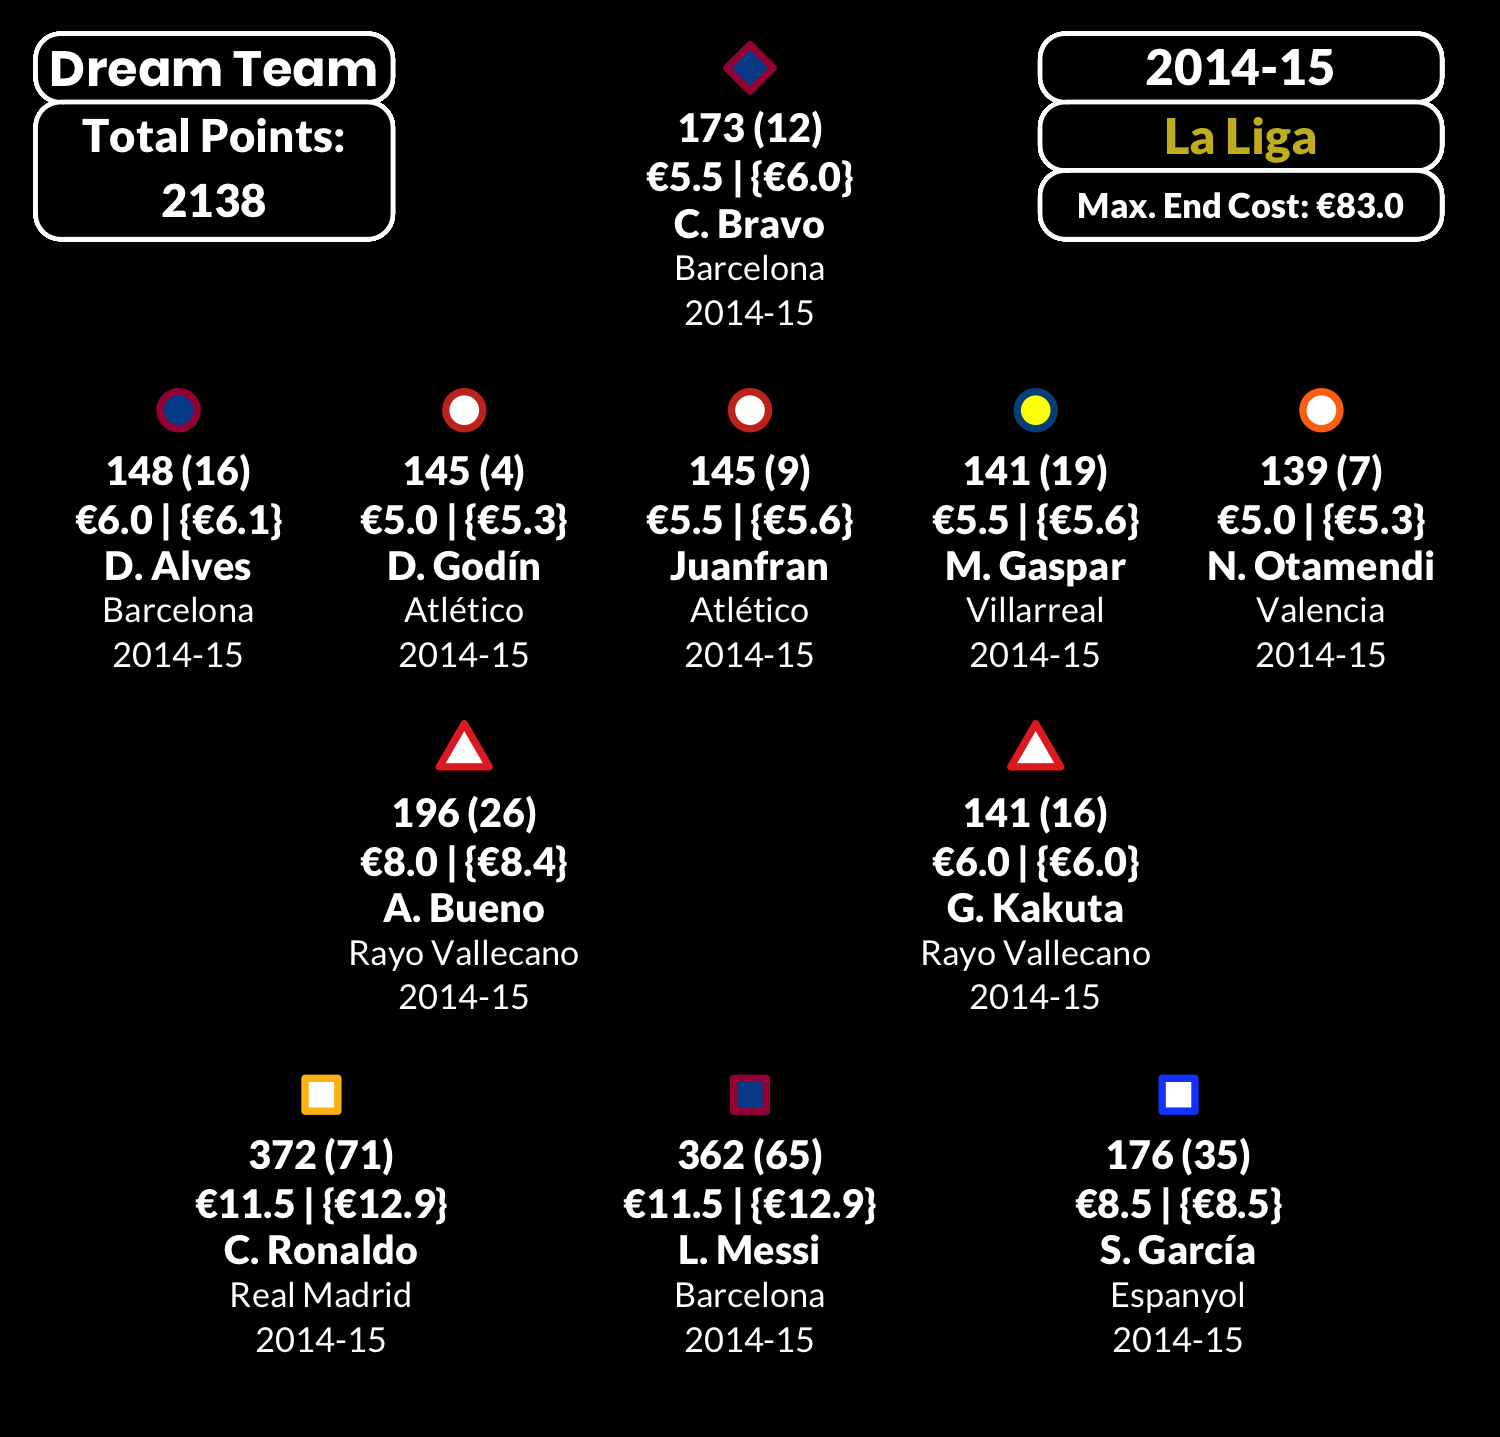 Dream Team
Total Points:
2138
2014-15
La Liga
Max. End Cost: €83.0
173 (12)
€5.5 | {€6.0}
C. Bravo
Barcelona
2014-15
148 (16)
€6.0 | {€6.1}
D. Alves
Barcelona
2014-15
145 (4)
€5.0 | {€5.3}
D. Godín
Atlético
2014-15
145 (9)
€5.5 | {€5.6}
Juanfran
Atlético
2014-15
141 (19)
€5.5 | {€5.6}
M. Gaspar
Villarreal
2014-15
139 (7)
€5.0 | {€5.3}
N. Otamendi
Valencia
2014-15
196 (26)
€8.0 | {€8.4}
A. Bueno
Rayo Vallecano
2014-15
141 (16)
€6.0 | {€6.0}
G. Kakuta
Rayo Vallecano
2014-15
372 (71)
€11.5 | {€12.9}
C. Ronaldo
Real Madrid
2014-15
362 (65)
€11.5 | {€12.9}
L. Messi
Barcelona
2014-15
176 (35)
€8.5 | {€8.5}
S. García
Espanyol
2014-15